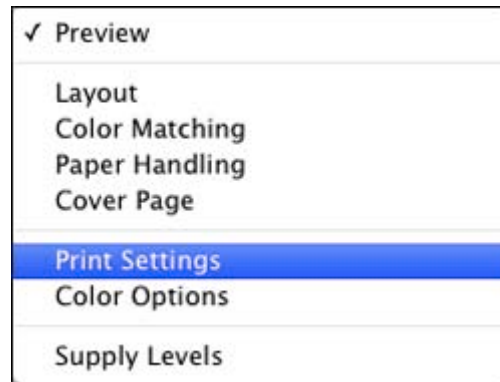 ✓ Preview
Layout
Color Matching
Paper Handling
Cover Page
Print Settings
Color Options
Supply Levels